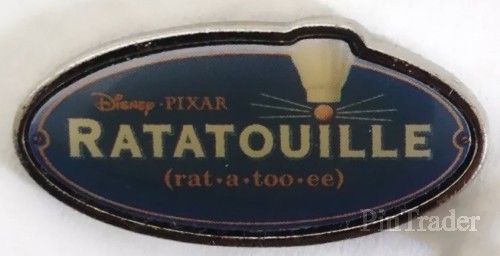 Disney · PIXAR
RATATOUILLE
(rat·a·too·ee)
PinTrader